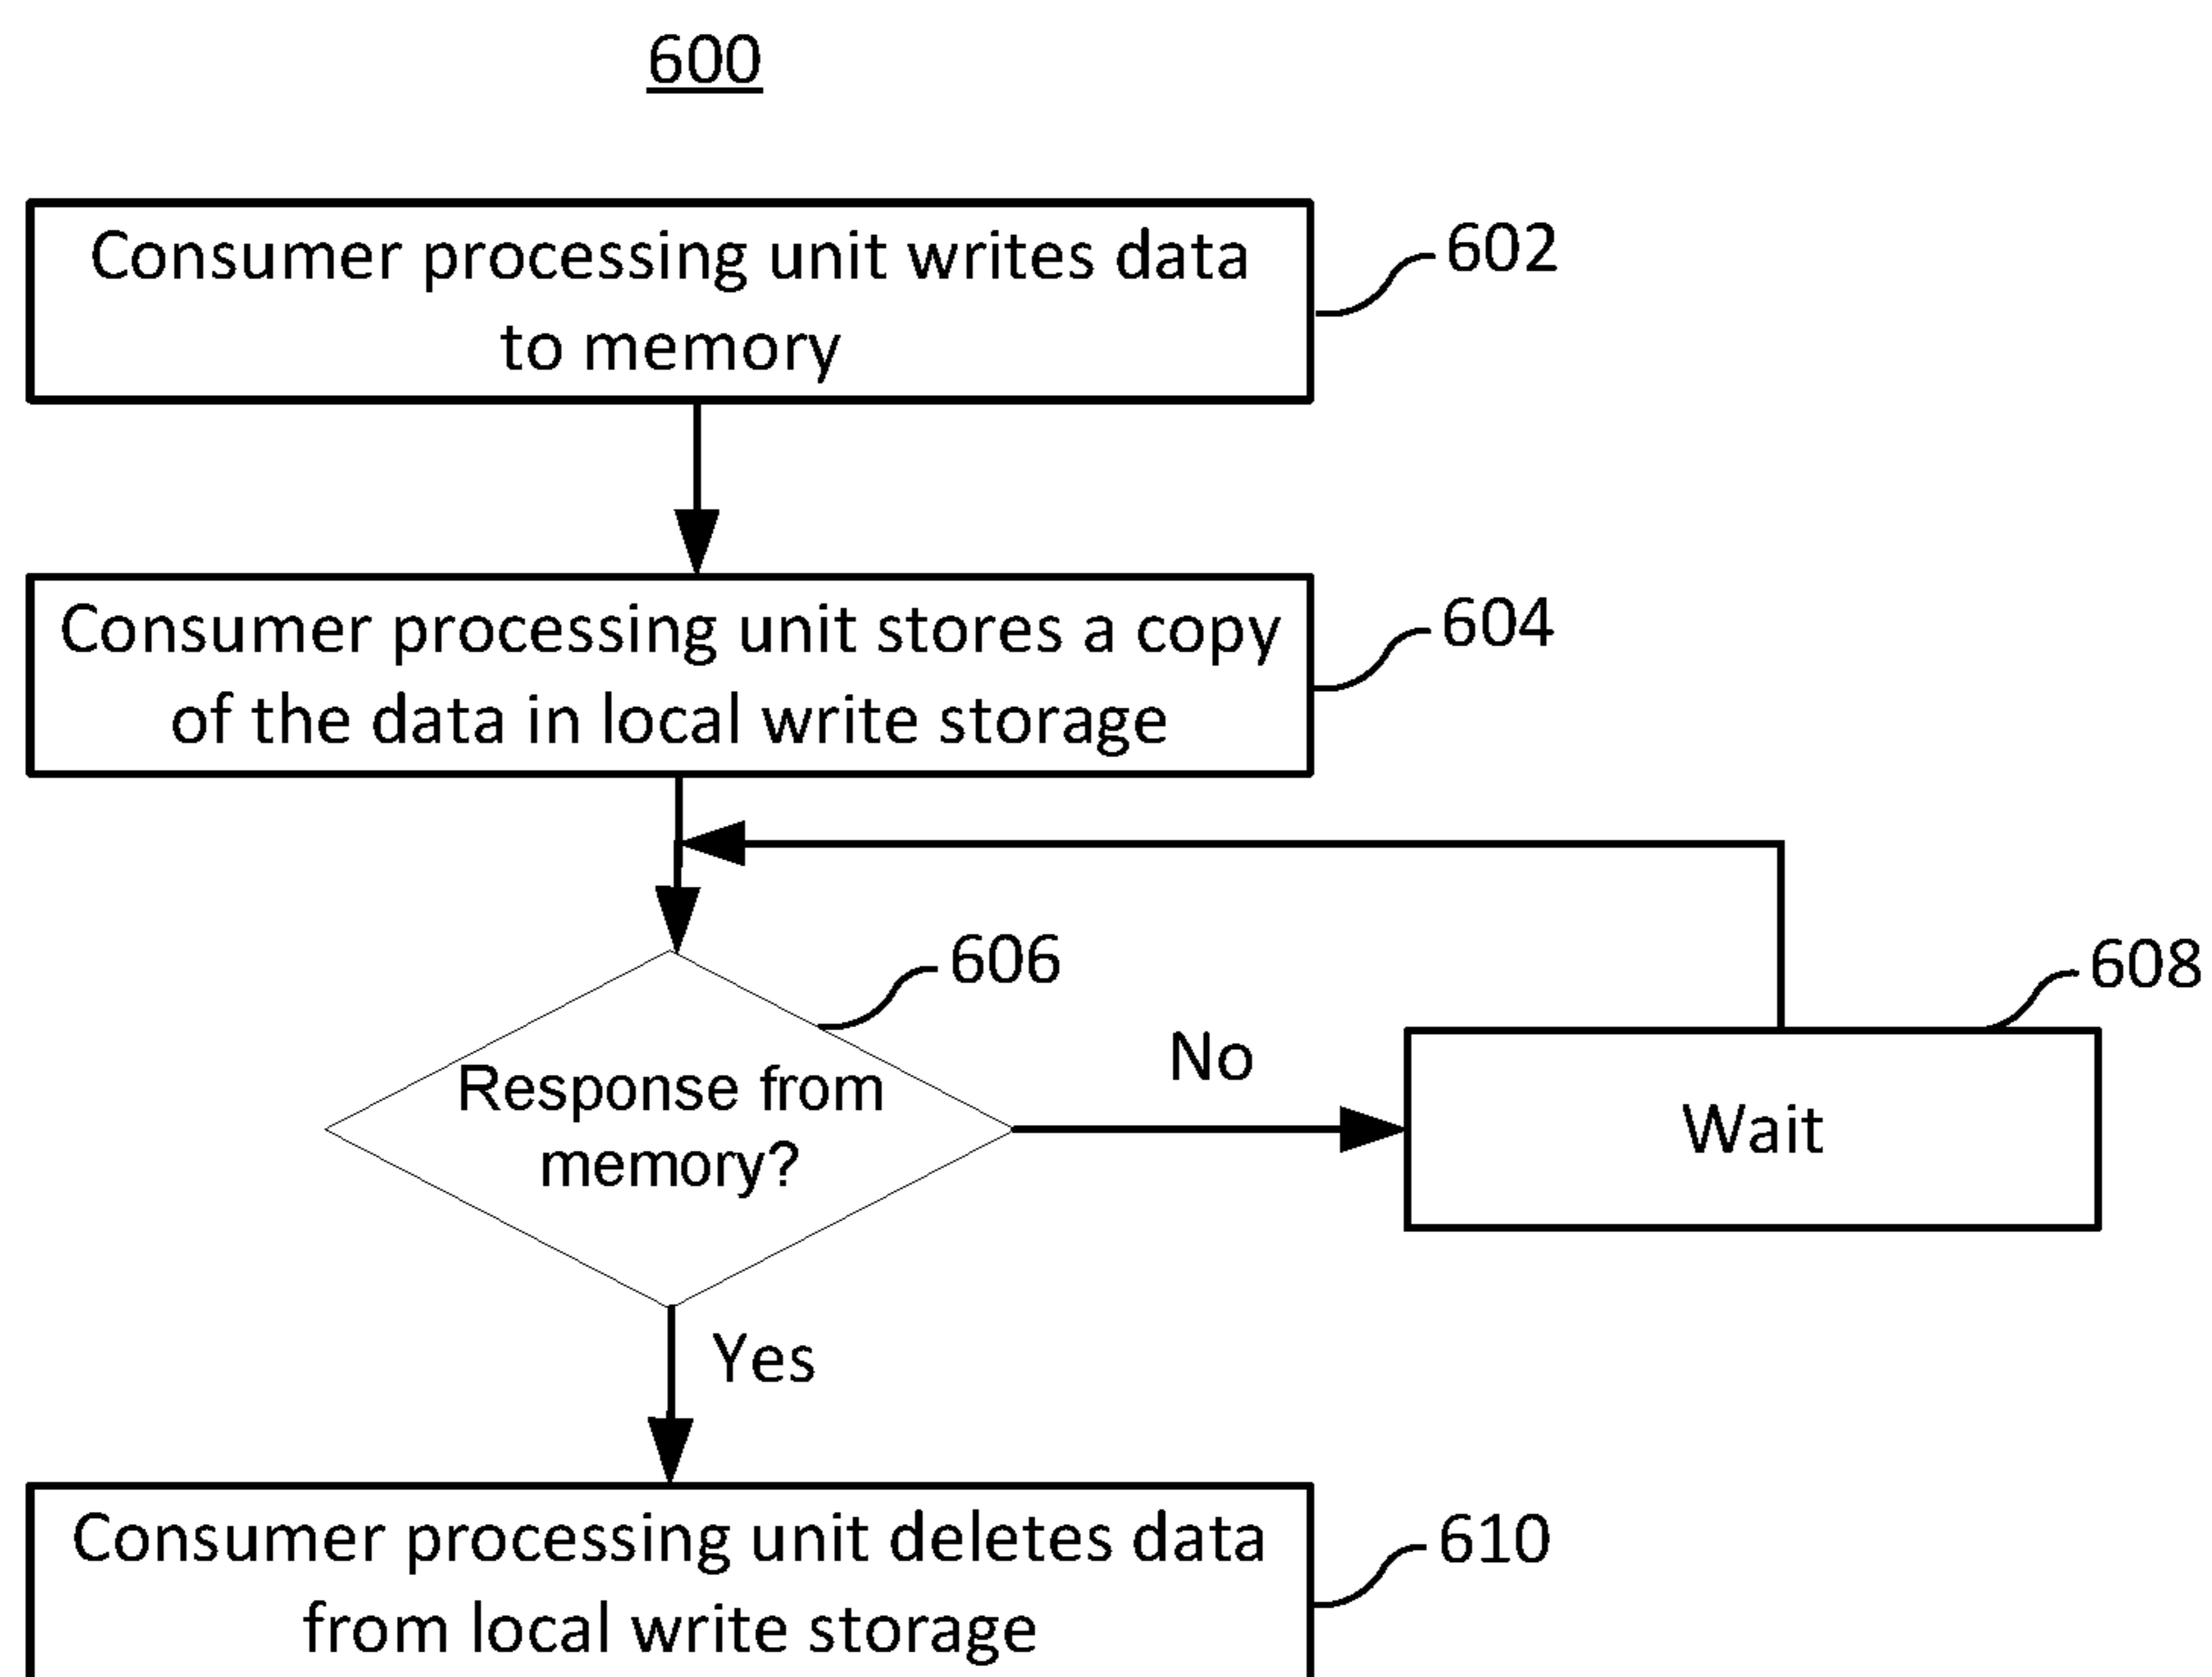 600
Consumer processing unit writes data
to memory
602
Consumer processing unit stores a copy
of the data in local write storage
604
606
Response from
memory?
No
608
Wait
Yes
Consumer processing unit deletes data
from local write storage
610